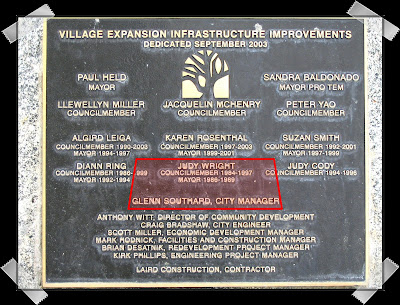 VILLAGE EXPANSION INFRASTRUCTURE IMPROVEMENTS
DEDICATED SEPTEMBER 2003
PAUL HELD
MAYOR
SANDRA BALDONADO
MAYOR PRO TEM
LLEWELLYN MILLER
COUNCILMEMBER
JACQUELIN MCHENRY
COUNCILMEMBER
PETER YAO
COUNCILMEMBER
ALGIRD LEIGA
COUNCILMEMBER 1990-2003
MAYOR 1994-1997
KAREN ROSENTHAL
COUNCILMEMBER 1997-2003
MAYOR 1999-2001
SUZAN SMITH
COUNCILMEMBER 1992-2001
MAYOR 1997-1999
DIANN RING
COUNCILMEMBER 1986-1999
MAYOR 1992-1994
JUDY WRIGHT
COUNCILMEMBER 1984-1997
MAYOR 1986-1989
JUDY CODY
COUNCILMEMBER 1994-1995
GLENN SOUTHARD, CITY MANAGER
ANTHONY WITT, DIRECTOR OF COMMUNITY DEVELOPMENT
CRAIG BRADSHAW, CITY ENGINEER
SCOTT MILLER, ECONOMIC DEVELOPMENT MANAGER
MARK HODNICK, FACILITIES AND CONSTRUCTION MANAGER
BRIAN DESATNIK, REDEVELOPMENT PROJECT MANAGER
KIRK PHILLIPS, ENGINEERING PROJECT MANAGER
LAIRD CONSTRUCTION, CONTRACTOR